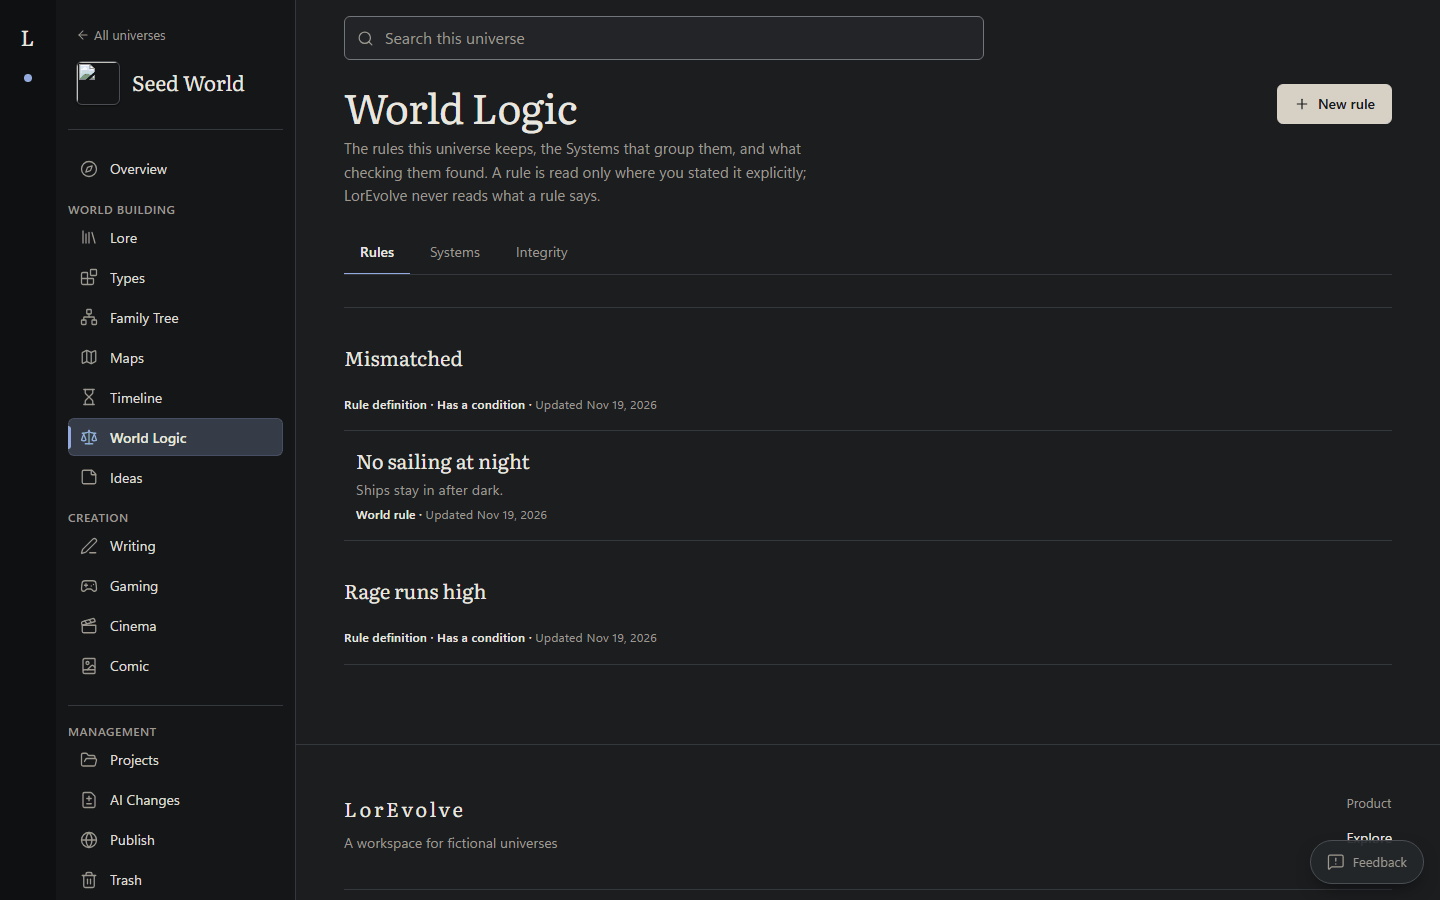 L
All universes
Seed World
Overview
WORLD BUILDING
Lore
Types
Family Tree
Maps
Timeline
World Logic
Ideas
CREATION
Writing
Gaming
Cinema
Comic
MANAGEMENT
Projects
AI Changes
Publish
Trash
Search this universe
World Logic
New rule
The rules this universe keeps, the Systems that group them, and what
checking them found. A rule is read only where you stated it explicitly;
LorEvolve never reads what a rule says.
Rules Systems Integrity
Mismatched
Rule definition · Has a condition · Updated Nov 19, 2026
No sailing at night
Ships stay in after dark.
World rule · Updated Nov 19, 2026
Rage runs high
Rule definition · Has a condition · Updated Nov 19, 2026
LorEvolve
A workspace for fictional universes
Product
Explore
Feedback